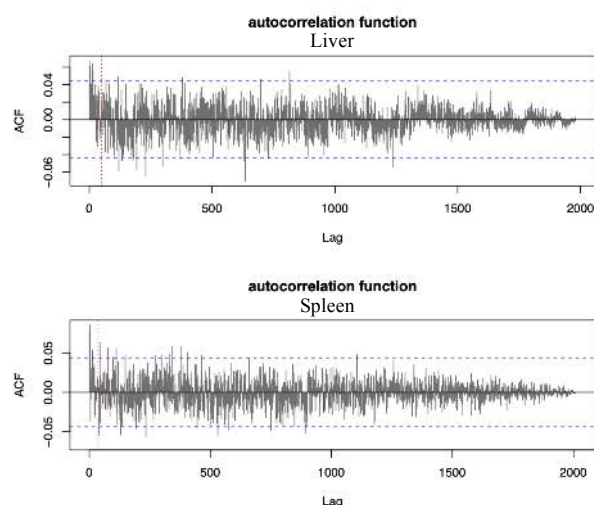 autocorrelation function
Liver
ACF
0.04
0.00
−0.06
0
500
1000
1500
2000
Lag
autocorrelation function
Spleen
ACF
0.05
0.00
−0.05
0
500
1000
1500
2000
Lag